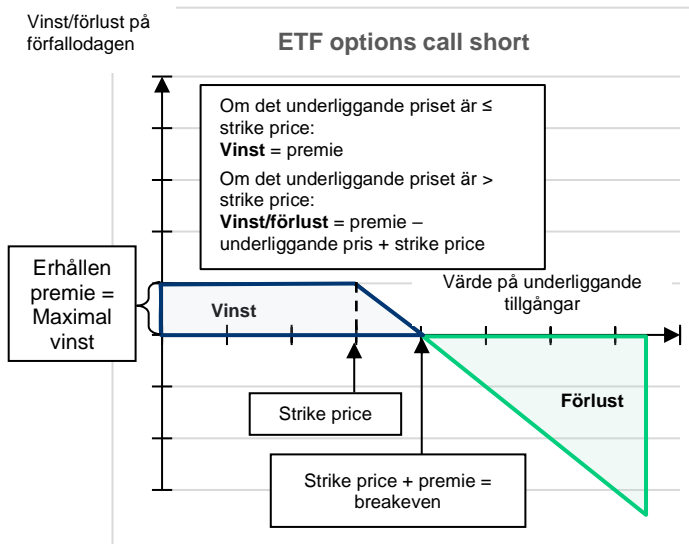 Vinst/förlust på
förfallodagen
ETF options call short
Om det underliggande priset är ≤
strike price:
Vinst = premie
Om det underliggande priset är >
strike price:
Vinst/förlust = premie –
underliggande pris + strike price
Erhållen
premie =
Maximal
vinst
Vinst
Värde på underliggande
tillgångar
Strike price
Förlust
Strike price + premie =
breakeven